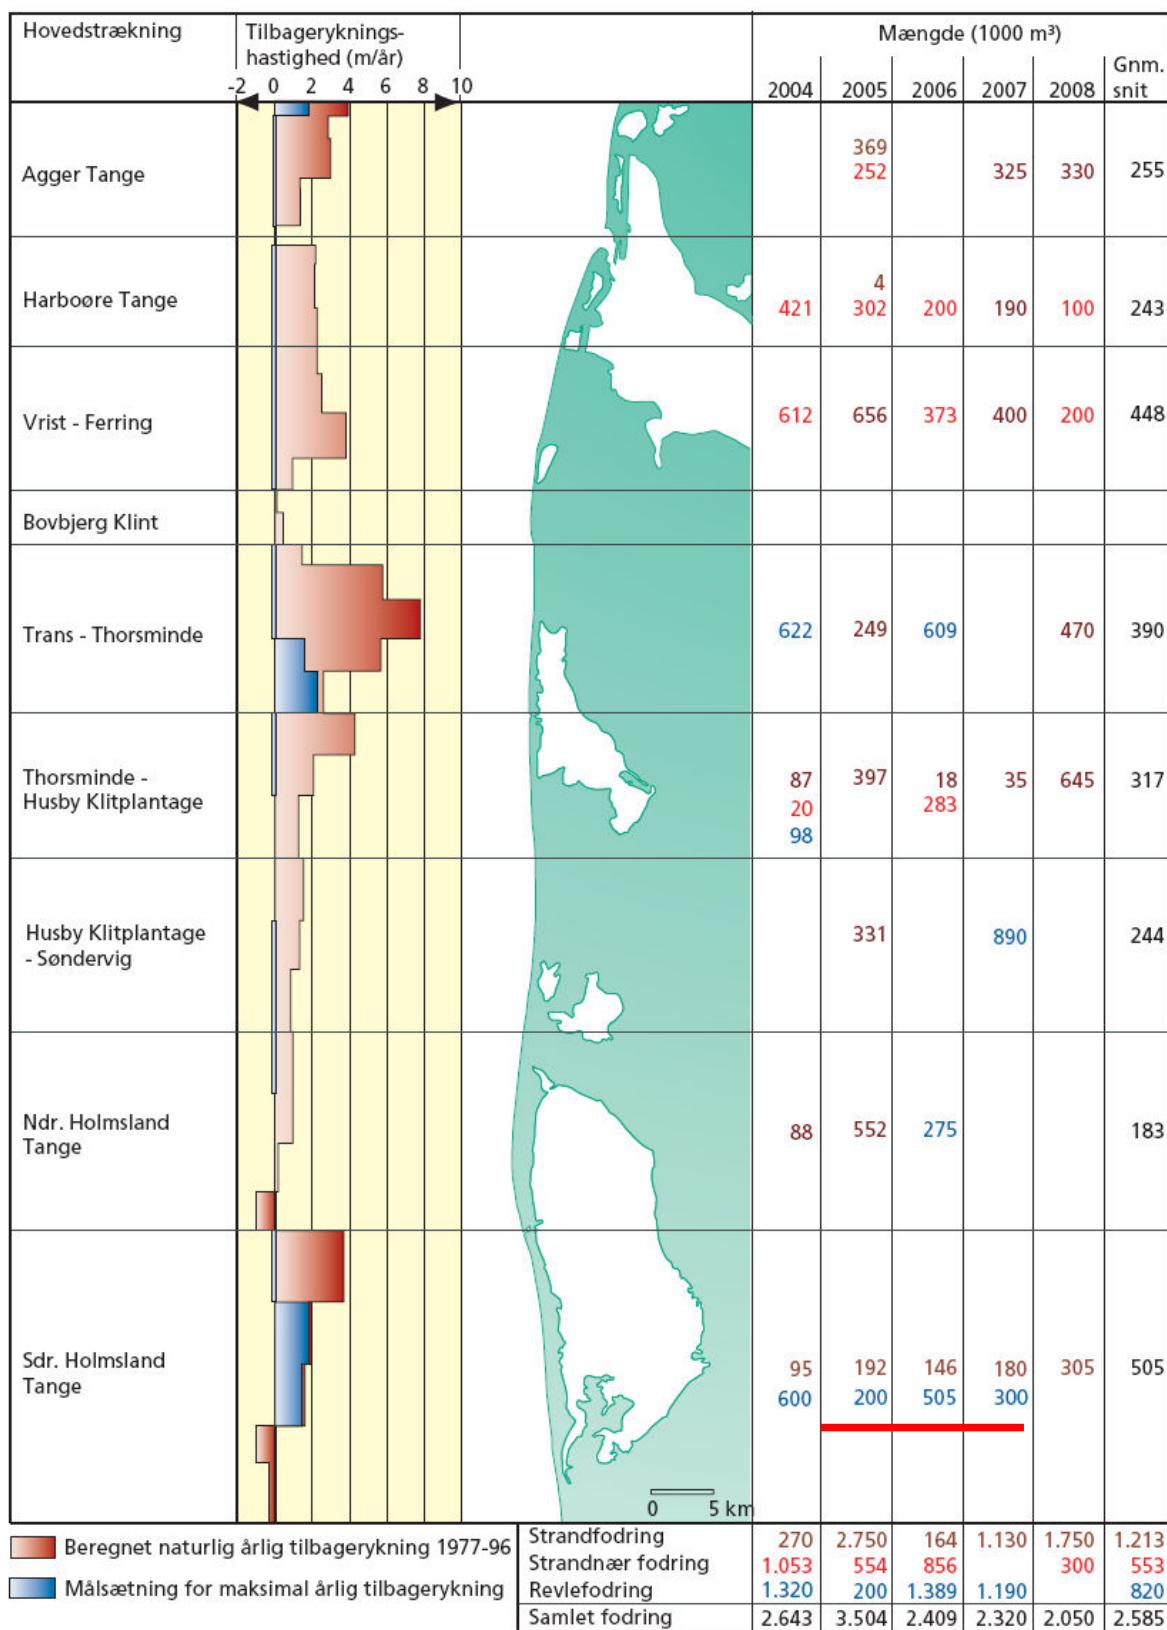 Hovedstrækning
Tilbageryknings-
hastighed (m/år)
Mængde (1000 m³)
-2 0 2 4 6 8 10
2004 2005 2006 2007 2008 Gnm.
snit
Agger Tange
369
252 325 330 255
Harboøre Tange
4
421 302 200 190 100 243
Vrist - Ferring
612 656 373 400 200 448
Bovbjerg Klint
Trans - Thorsminde
622 249 609 470 390
Thorsminde -
Husby Klitplantage
87 397 18 35 645 317
20 283
98
Husby Klitplantage
- Søndervig
331 890 244
Ndr. Holmsland
Tange
88 552 275 183
Sdr. Holmsland
Tange
95 192 146 180 305 505
600 200 505 300
0 5 km
Beregnet naturlig årlig tilbagerykning 1977-96
Målsætning for maksimal årlig tilbagerykning
Strandfodring 270 2.750 164 1.130 1.750 1.213
Strandnær fodring 1.053 554 856 300 553
Revlefodring 1.320 200 1.389 1.190 820
Samlet fodring 2.643 3.504 2.409 2.320 2.050 2.585